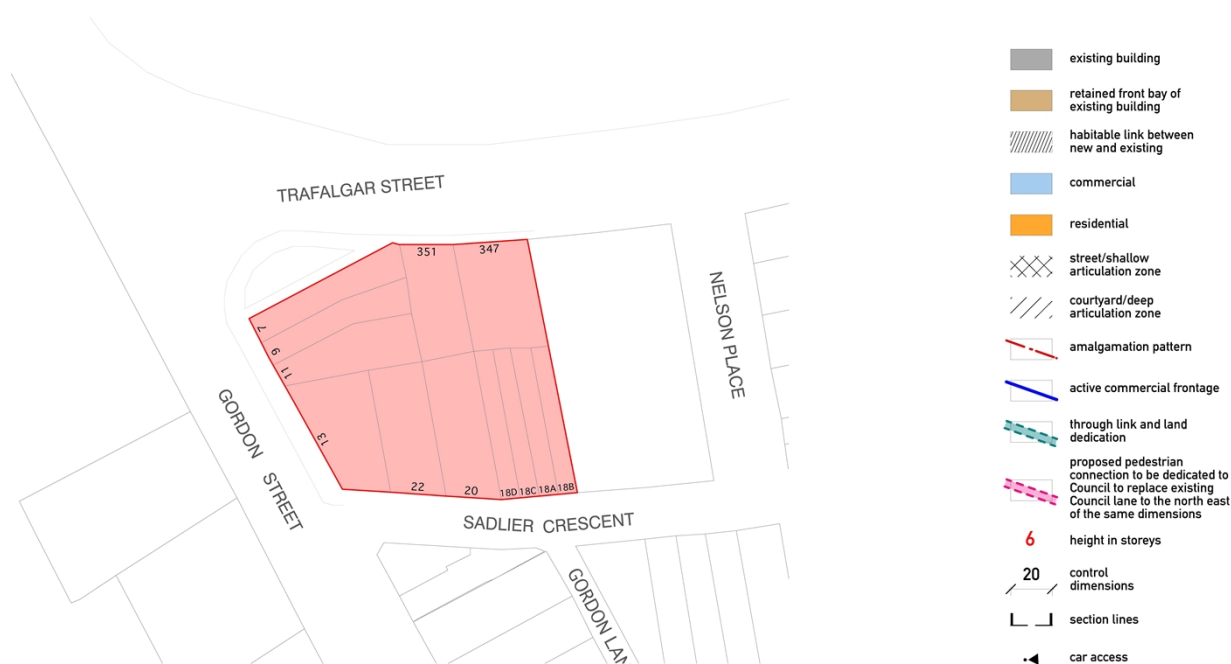 TRAFALGAR STREET
351
347
7
9
11
13
22
20
18D
18C
18A
18B
GORDON STREET
SADLIER CRESCENT
NELSON PLACE
GORDON LAN
existing building
retained front bay of
existing building
habitable link between
new and existing
commercial
residential
street/shallow
articulation zone
courtyard/deep
articulation zone
amalgamation pattern
active commercial frontage
through link and land
dedication
proposed pedestrian
connection to be dedicated to
Council to replace existing
Council lane to the north east
of the same dimensions
6
height in storeys
20
control
dimensions
section lines
car access